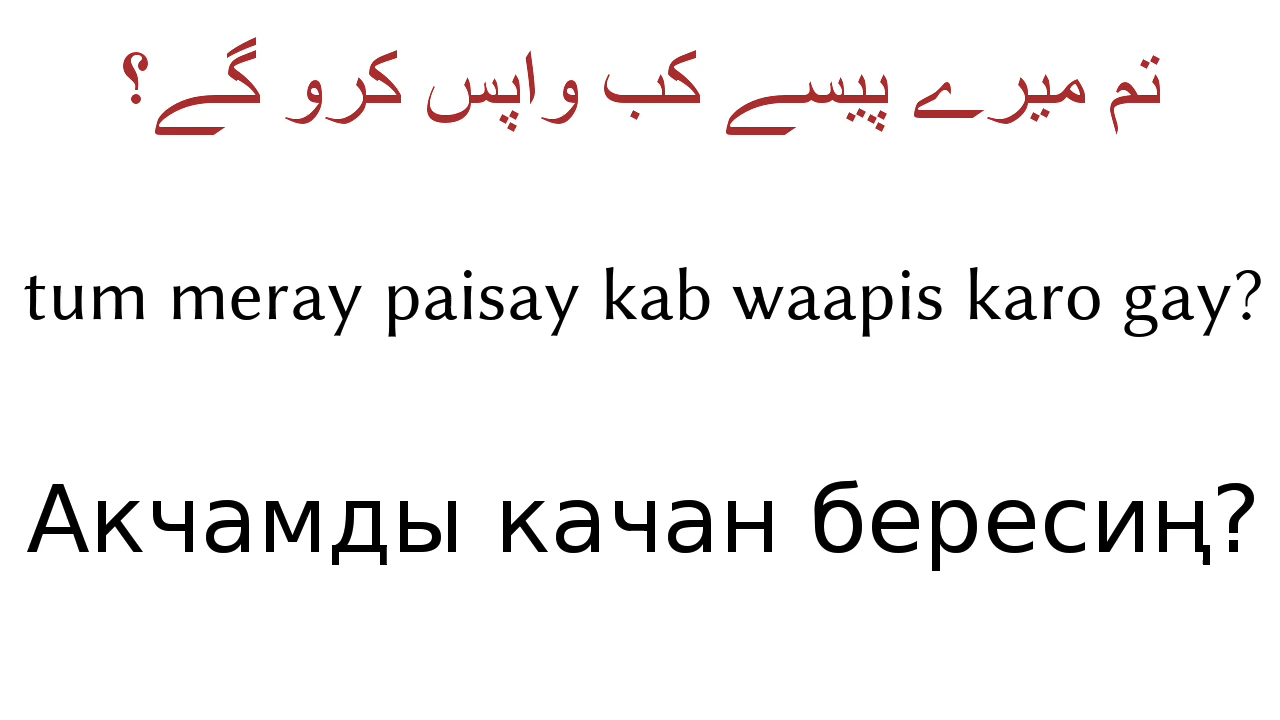 تم میرے پیسے کب واپس کرو گے؟
tum meray paisay kab waapis karo gay?
Акчамды качан бересиң?